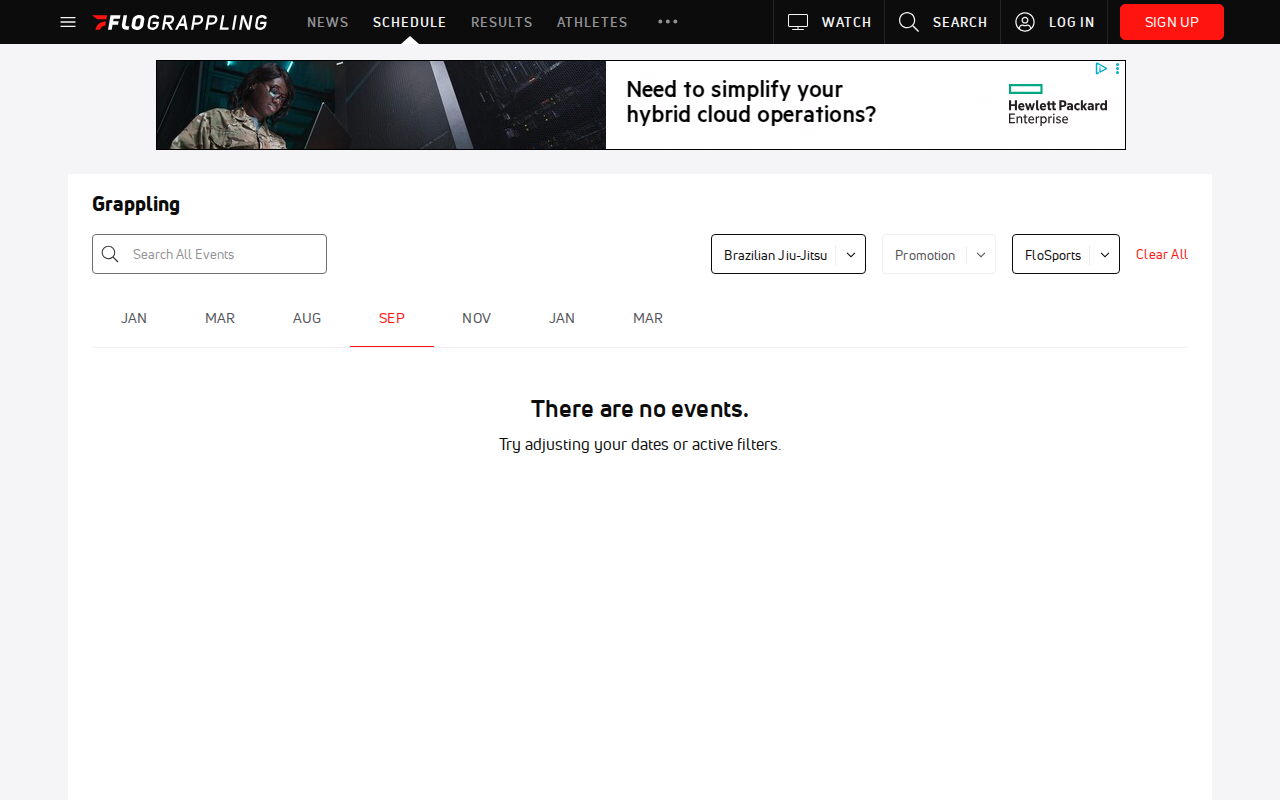 FLOGRAPPLING NEWS SCHEDULE RESULTS ATHLETES WATCH SEARCH LOG IN SIGN UP
Need to simplify your
hybrid cloud operations?
Hewlett Packard
Enterprise
Grappling
Search All Events Brazilian Jiu-Jitsu Promotion FloSports Clear All
JAN MAR AUG SEP NOV JAN MAR
There are no events.
Try adjusting your dates or active filters.